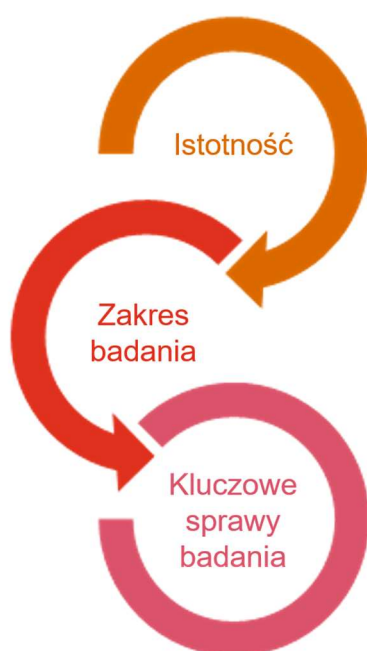 Istotność
Zakres
badania
Kluczowe
sprawy
badania